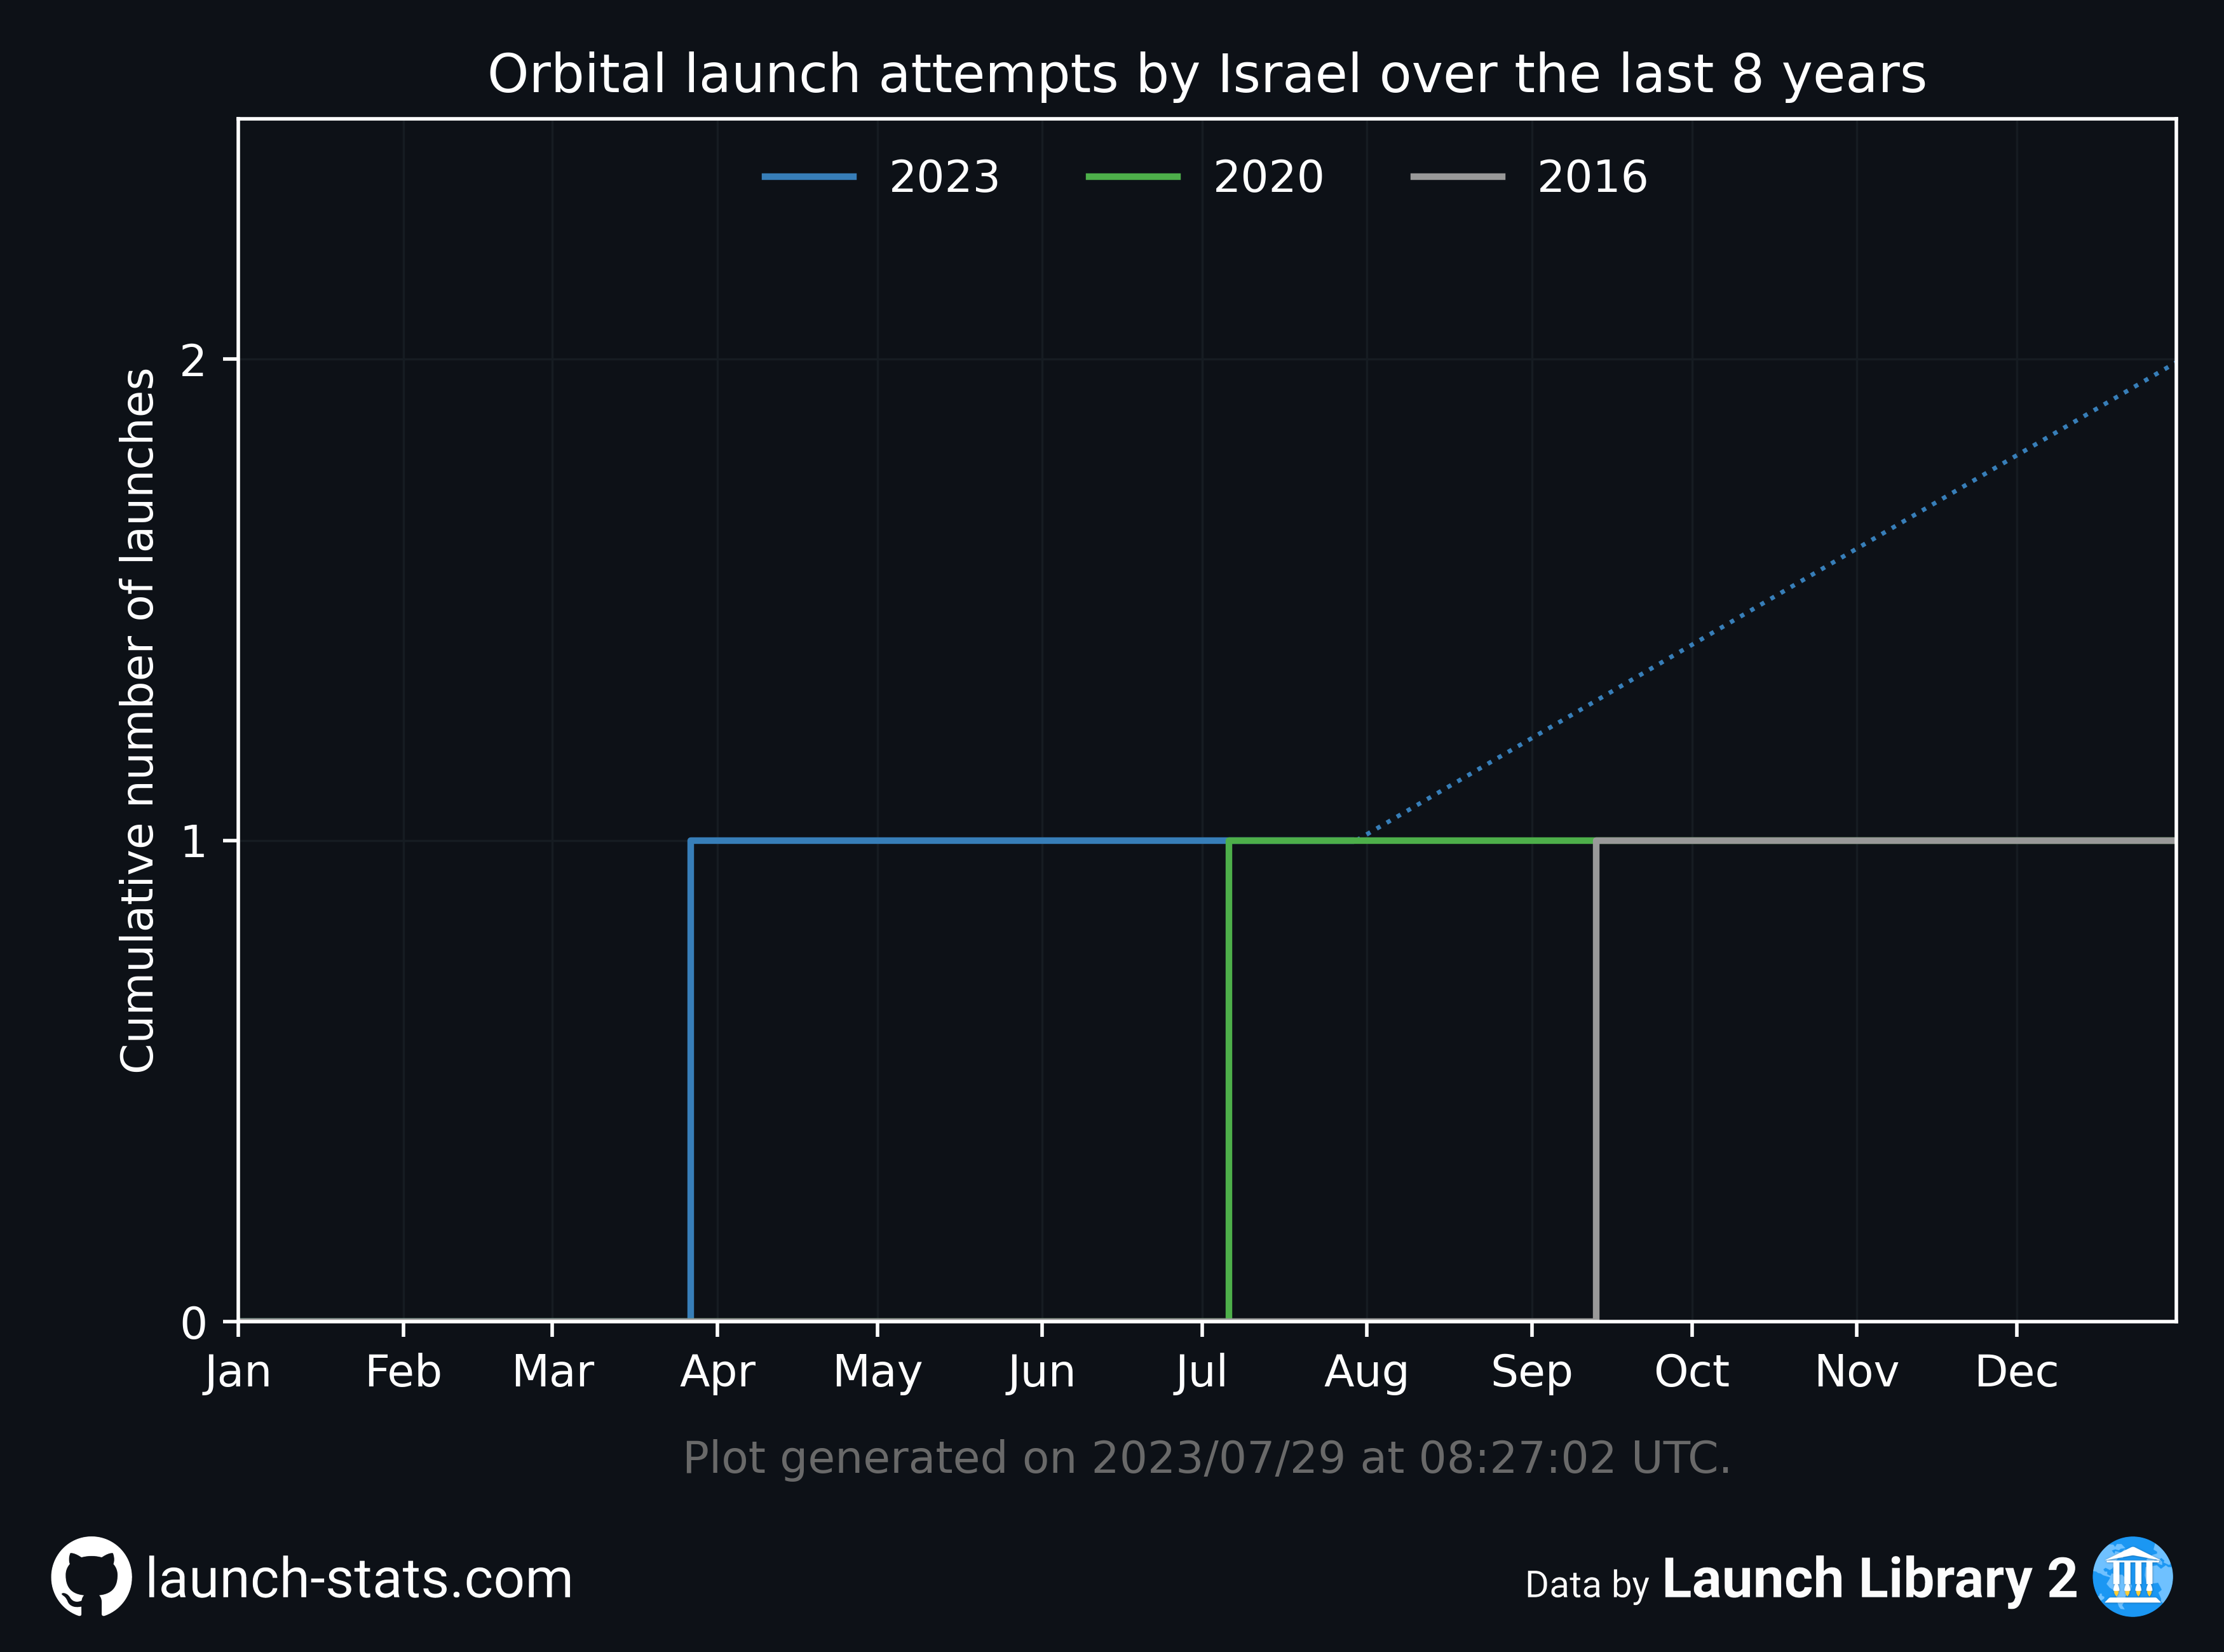 Orbital launch attempts by Israel over the last 8 years
2023 2020 2016
Cumulative number of launches
2
1
0
Jan Feb Mar Apr May Jun Jul Aug Sep Oct Nov Dec
Plot generated on 2023/07/29 at 08:27:02 UTC.
launch-stats.com
Data by Launch Library 2